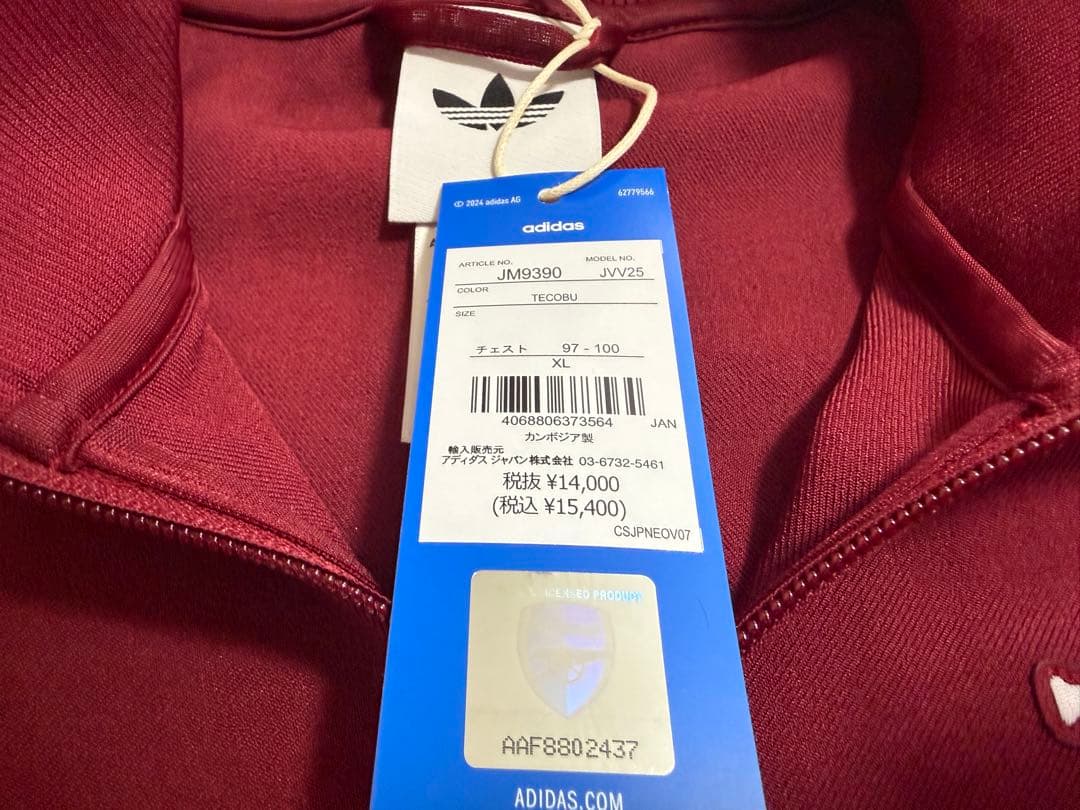 © 2024 adidas AG
62779566
adidas
ARTICLE NO.
MODEL NO.
JM9390
JVV25
COLOR
TECOBU
SIZE
チェスト 97 - 100
XL
4068806373564 JAN
カンボジア製
輸入販売元
アディダス ジャパン株式会社 03-6732-5461
税抜 ¥14,000
(税込 ¥15,400)
CSJPNEOV07
PRODUCT
AAF8802437
ADIDAS.COM